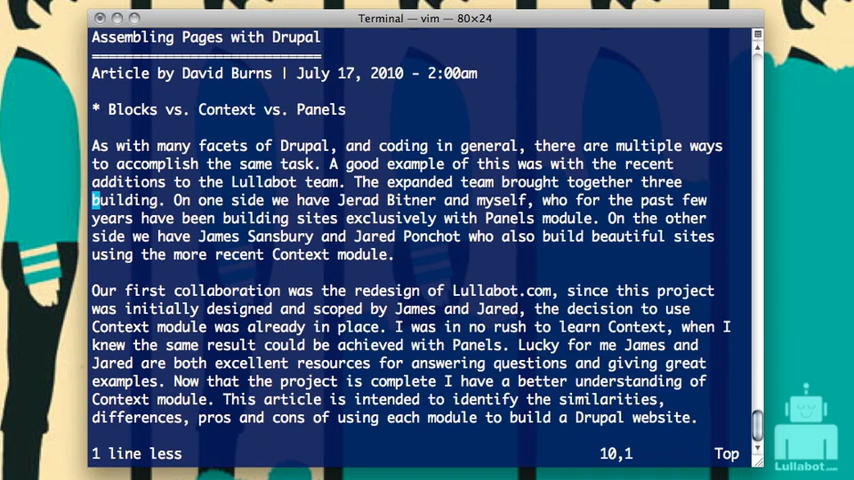 Terminal — vim — 80×24
Assembling Pages with Drupal
============================
Article by David Burns | July 17, 2010 - 2:00am
* Blocks vs. Context vs. Panels
As with many facets of Drupal, and coding in general, there are multiple ways
to accomplish the same task. A good example of this was with the recent
additions to the Lullabot team. The expanded team brought together three
building. On one side we have Jerad Bitner and myself, who for the past few
years have been building sites exclusively with Panels module. On the other
side we have James Sansbury and Jared Ponchot who also build beautiful sites
using the more recent Context module.
Our first collaboration was the redesign of Lullabot.com, since this project
was initially designed and scoped by James and Jared, the decision to use
Context module was already in place. I was in no rush to learn Context, when I
knew the same result could be achieved with Panels. Lucky for me James and
Jared are both excellent resources for answering questions and giving great
examples. Now that the project is complete I have a better understanding of
Context module. This article is intended to identify the similarities,
differences, pros and cons of using each module to build a Drupal website.
1 line less 10,1 Top
Lullabot.com